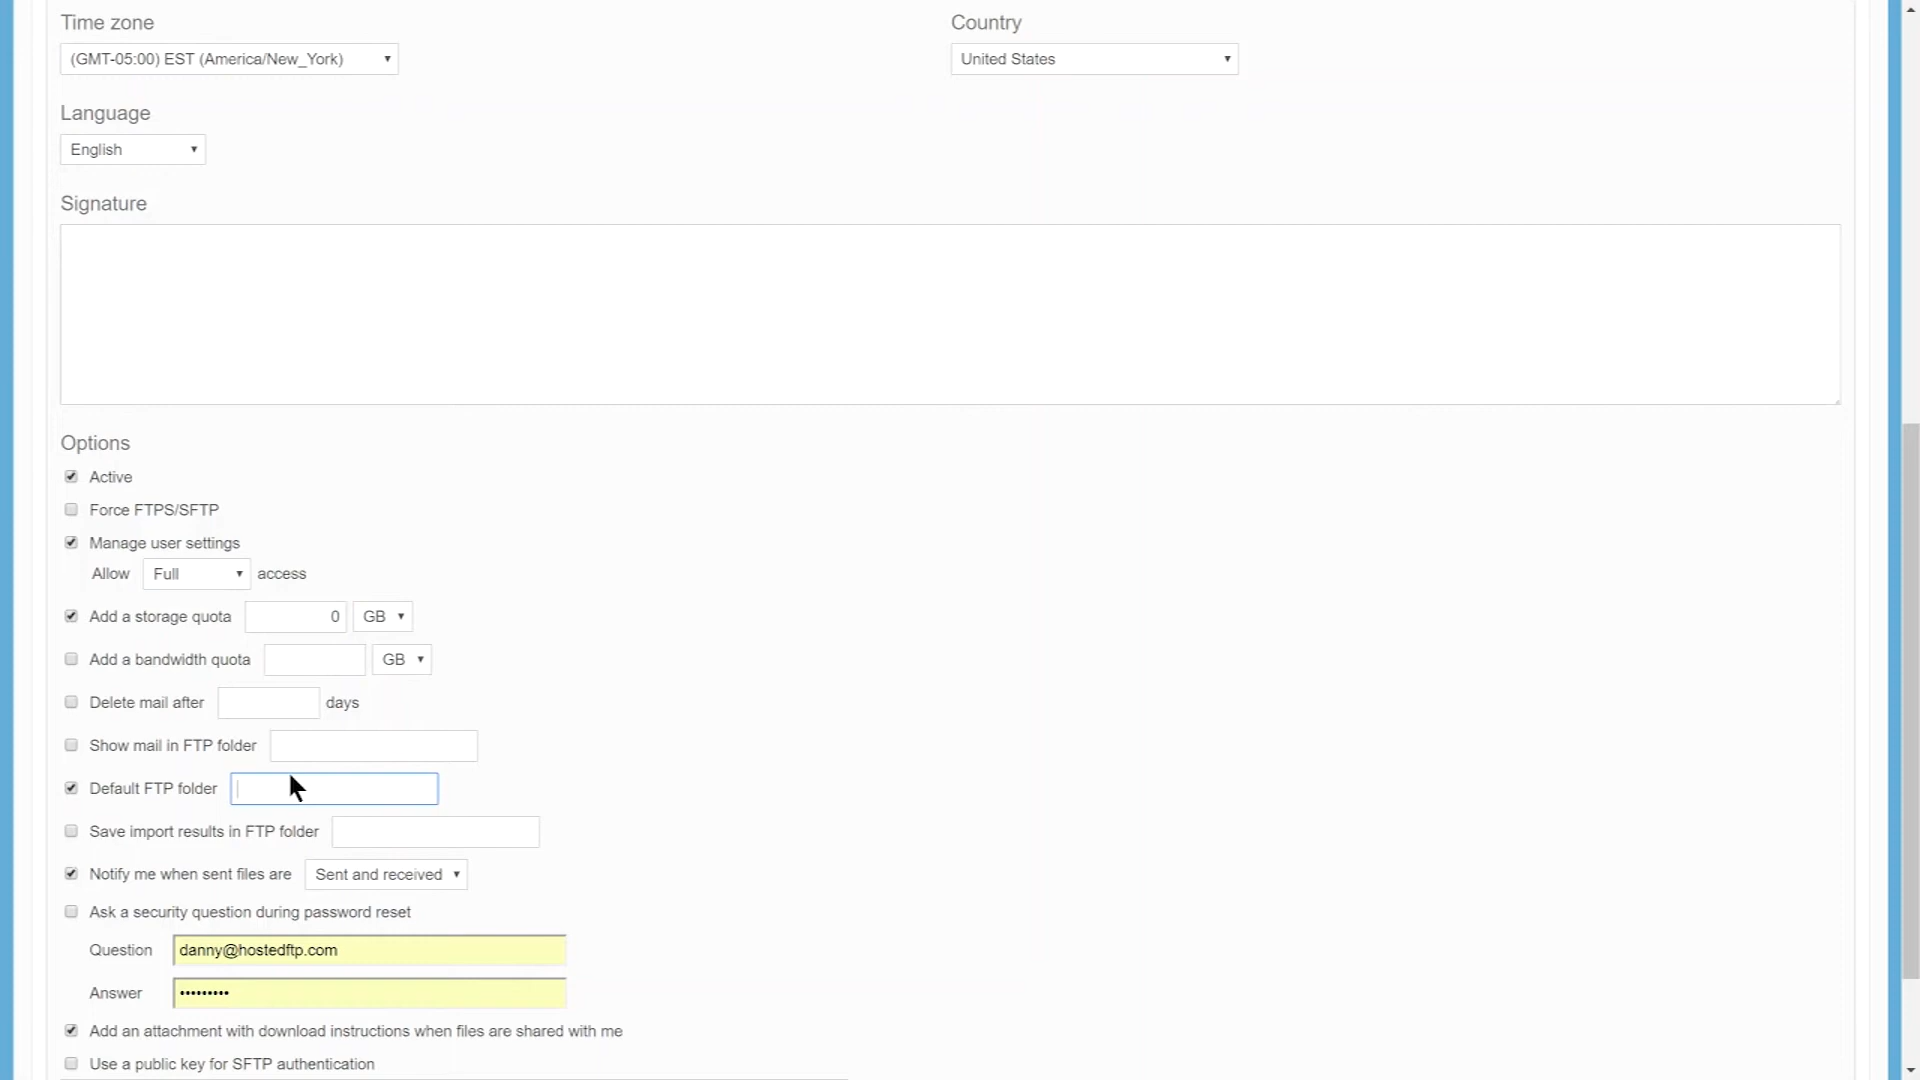 Time zone Country
(GMT-05:00) EST (America/New_York) United States
Language
English
Signature
Options
Active
Force FTPS/SFTP
Manage user settings
Allow Full access
Add a storage quota 0 GB
Add a bandwidth quota GB
Delete mail after days
Show mail in FTP folder
Default FTP folder
Save import results in FTP folder
Notify me when sent files are Sent and received
Ask a security question during password reset
Question danny@hostedftp.com
Answer •••••••••
Add an attachment with download instructions when files are shared with me
Use a public key for SFTP authentication